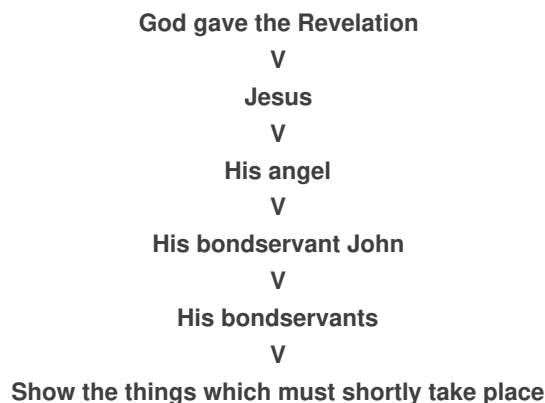 God gave the Revelation
V
Jesus
V
His angel
V
His bondservant John
V
His bondservants
V
Show the things which must shortly take place